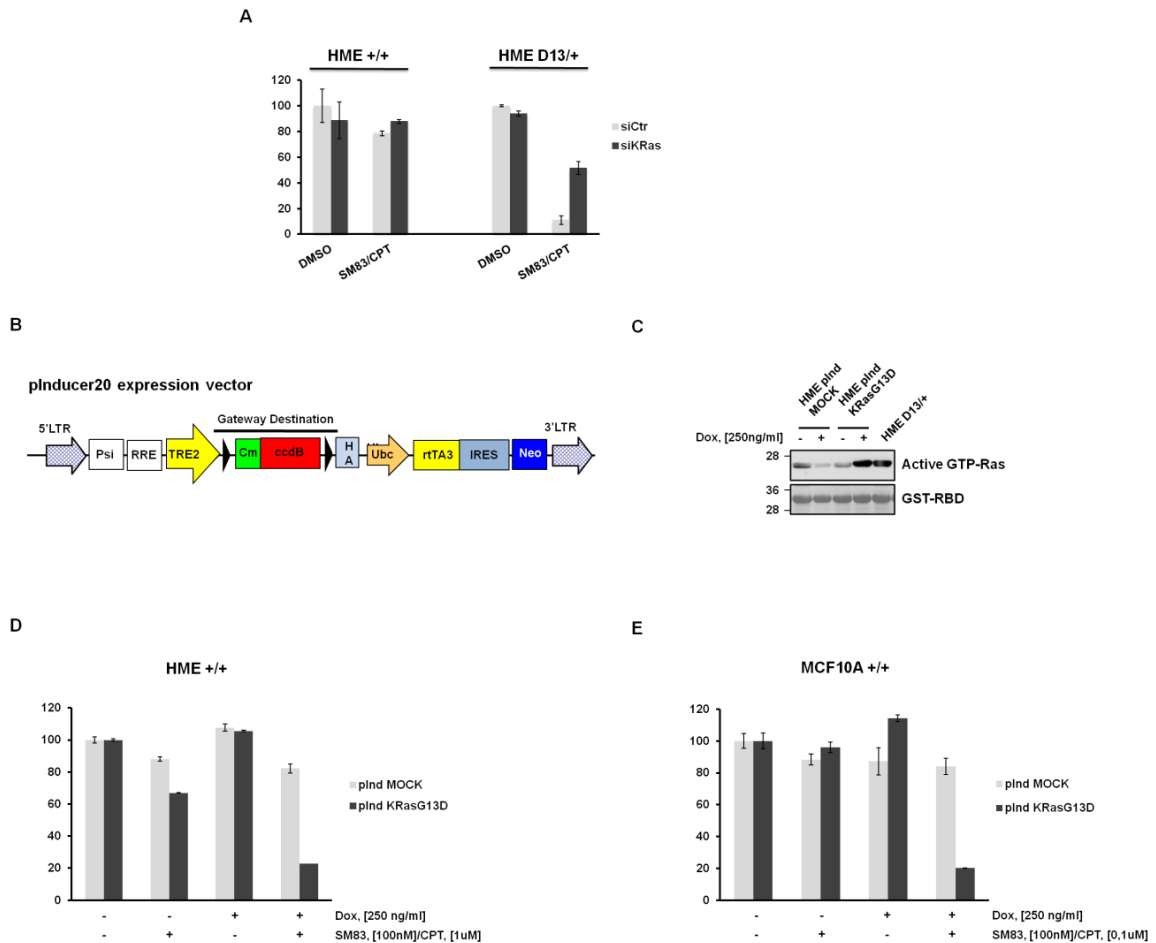 A
HME +/+
HME D13/+
120
100
80
60
40
20
0
DMSO
SM83/CPT
DMSO
SM83/CPT
siCtr
siKRas
B
pInducer20 expression vector
Gateway Destination
5'LTR
3'LTR
Psi
RRE
TRE2
Cm
ccdB
H
A
Ubc
rtTA3
IRES
Neo
C
HME pInd
MOCK
HME pInd
KRasG13D
HME D13/+
Dox, [250ng/ml]
- + - +
28
Active GTP-Ras
36
28
GST-RBD
D
HME +/+
120
100
80
60
40
20
0
pInd MOCK
pInd KRasG13D
- - + + Dox, [250 ng/ml]
- + - + SM83, [100nM]/CPT, [1uM]
E
MCF10A +/+
120
100
80
60
40
20
0
pInd MOCK
pInd KRasG13D
- - + + Dox, [250 ng/ml]
- + - + SM83, [100nM]/CPT, [0,1uM]